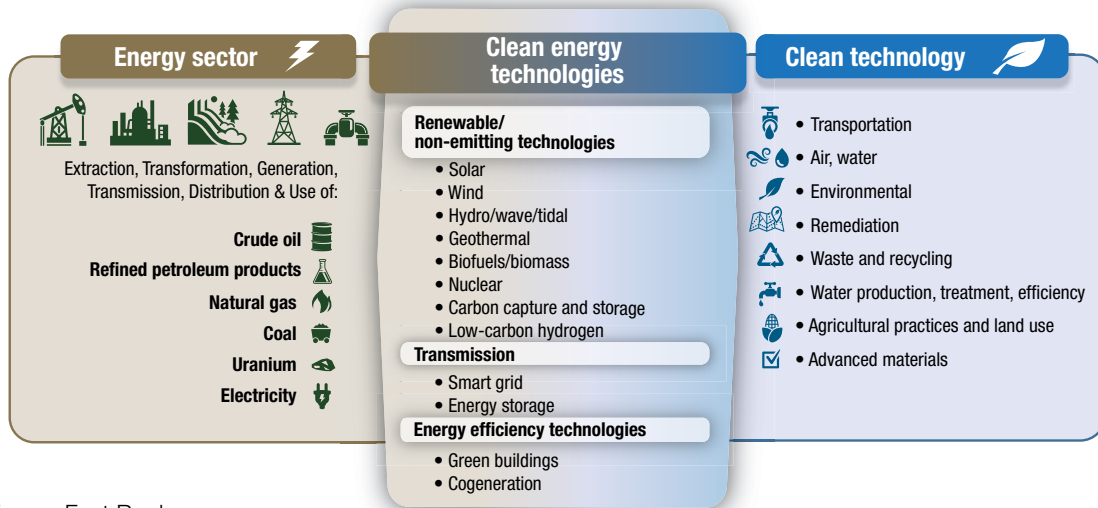 Energy sector
Extraction, Transformation, Generation,
Transmission, Distribution & Use of:
Crude oil
Refined petroleum products
Natural gas
Coal
Uranium
Electricity
Clean energy
technologies
Renewable/
non-emitting technologies
• Solar
• Wind
• Hydro/wave/tidal
• Geothermal
• Biofuels/biomass
• Nuclear
• Carbon capture and storage
• Low-carbon hydrogen
Transmission
• Smart grid
• Energy storage
Energy efficiency technologies
• Green buildings
• Cogeneration
Clean technology
• Transportation
• Air, water
• Environmental
• Remediation
• Waste and recycling
• Water production, treatment, efficiency
• Agricultural practices and land use
• Advanced materials